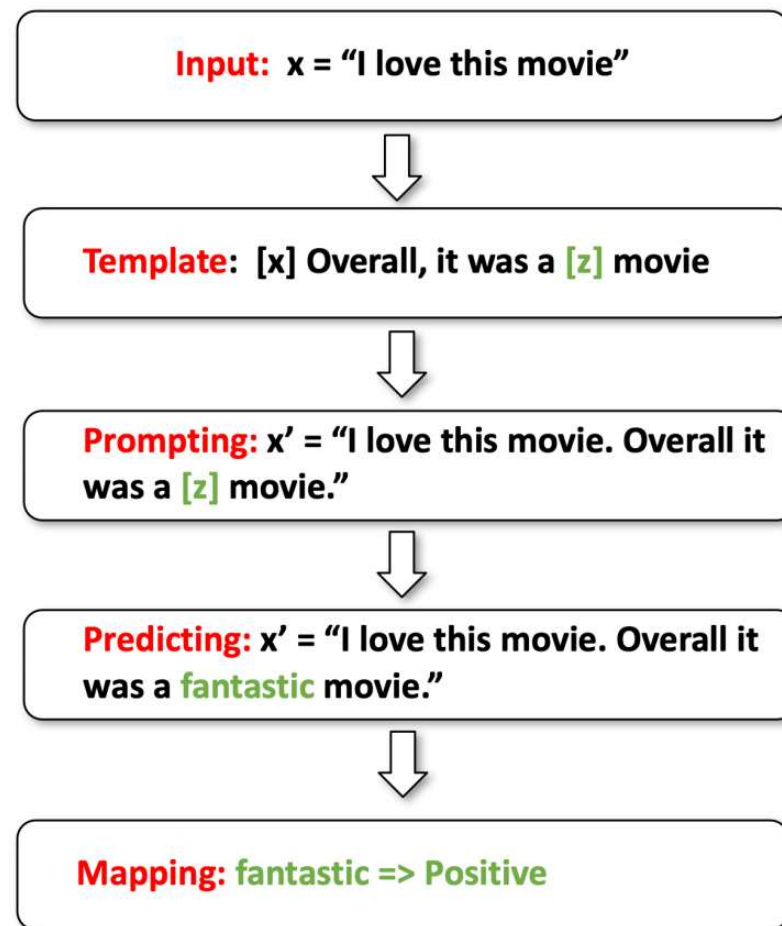 Input: x = “I love this movie”
Template: [x] Overall, it was a [z] movie
Prompting: x’ = “I love this movie. Overall it
was a [z] movie.”
Predicting: x’ = “I love this movie. Overall it
was a fantastic movie.”
Mapping: fantastic => Positive